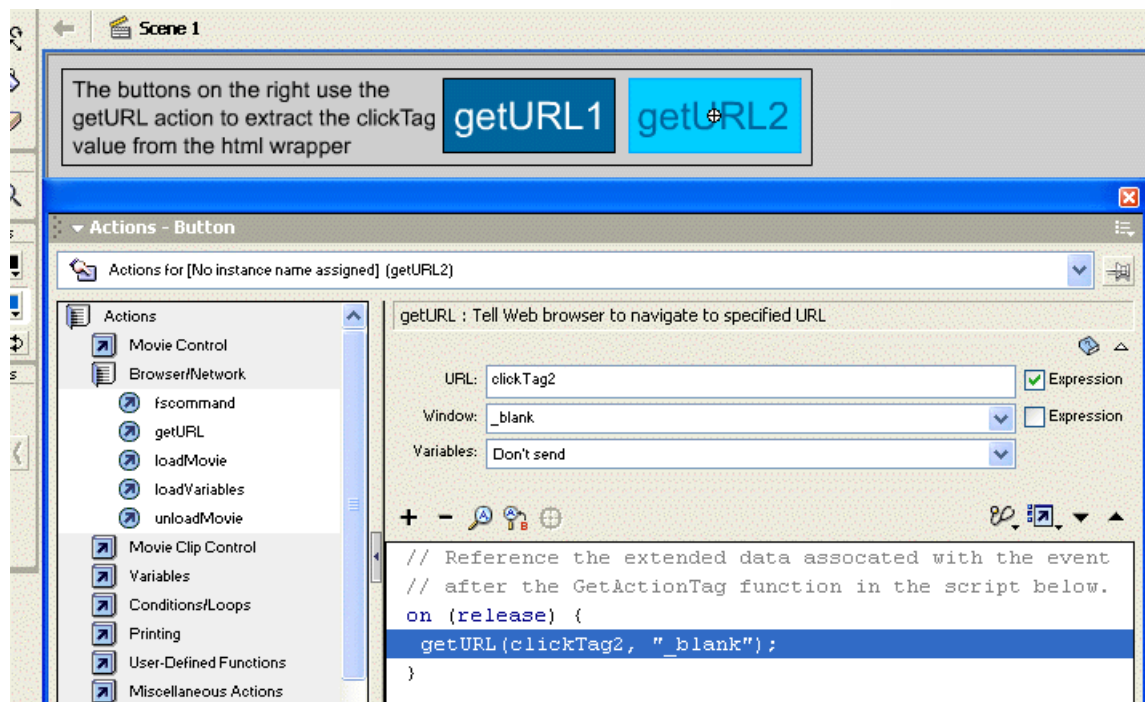 Scene 1
The buttons on the right use the
getURL action to extract the clickTag
value from the html wrapper
getURL1
getURL2
Actions - Button
Actions for [No instance name assigned] (getURL2)
Actions
Movie Control
Browser/Network
fscommand
getURL
loadMovie
loadVariables
unloadMovie
Movie Clip Control
Variables
Conditions/Loops
Printing
User-Defined Functions
Miscellaneous Actions
getURL : Tell Web browser to navigate to specified URL
URL: clickTag2 Expression
Window: _blank Expression
Variables: Don't send
// Reference the extended data assocated with the event
// after the GetActionTag function in the script below.
on (release) {
getURL(clickTag2, "_blank");
}